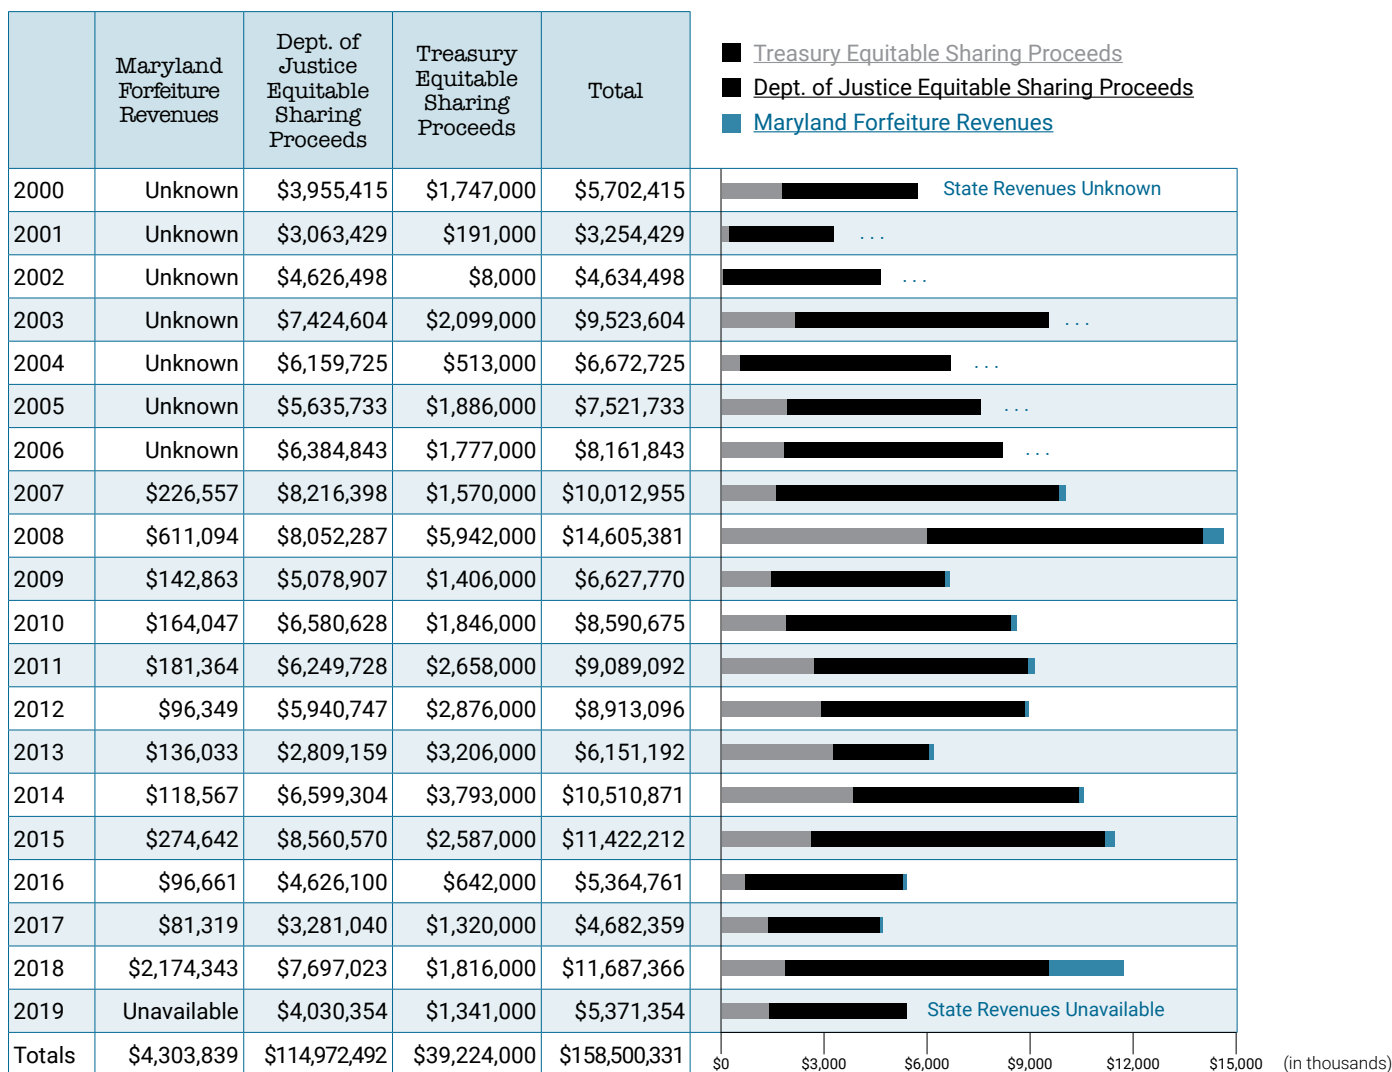 Maryland
Forfeiture
Revenues
Dept. of
Justice
Equitable
Sharing
Proceeds
Treasury
Equitable
Sharing
Proceeds
Total
Treasury Equitable Sharing Proceeds
Dept. of Justice Equitable Sharing Proceeds
Maryland Forfeiture Revenues
2000 Unknown $3,955,415 $1,747,000 $5,702,415 State Revenues Unknown
2001 Unknown $3,063,429 $191,000 $3,254,429 ...
2002 Unknown $4,626,498 $8,000 $4,634,498 ...
2003 Unknown $7,424,604 $2,099,000 $9,523,604 ...
2004 Unknown $6,159,725 $513,000 $6,672,725 ...
2005 Unknown $5,635,733 $1,886,000 $7,521,733 ...
2006 Unknown $6,384,843 $1,777,000 $8,161,843 ...
2007 $226,557 $8,216,398 $1,570,000 $10,012,955
2008 $611,094 $8,052,287 $5,942,000 $14,605,381
2009 $142,863 $5,078,907 $1,406,000 $6,627,770
2010 $164,047 $6,580,628 $1,846,000 $8,590,675
2011 $181,364 $6,249,728 $2,658,000 $9,089,092
2012 $96,349 $5,940,747 $2,876,000 $8,913,096
2013 $136,033 $2,809,159 $3,206,000 $6,151,192
2014 $118,567 $6,599,304 $3,793,000 $10,510,871
2015 $274,642 $8,560,570 $2,587,000 $11,422,212
2016 $96,661 $4,626,100 $642,000 $5,364,761
2017 $81,319 $3,281,040 $1,320,000 $4,682,359
2018 $2,174,343 $7,697,023 $1,816,000 $11,687,366
2019 Unavailable $4,030,354 $1,341,000 $5,371,354 State Revenues Unavailable
Totals $4,303,839 $114,972,492 $39,224,000 $158,500,331
$0 $3,000 $6,000 $9,000 $12,000 $15,000 (in thousands)